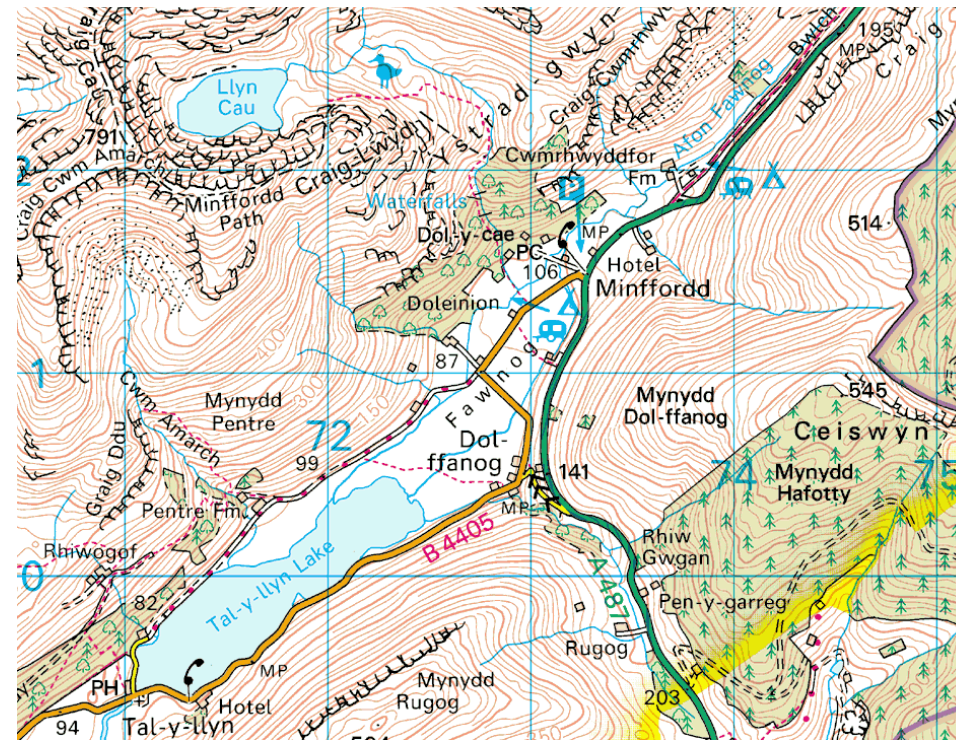 195
MP
Craig
Bwlch
Llyn
Cau
Ystrad-gwyn
Craig Cwmrhwyddfor
Afon Fawnog
791
Craig Cwm Amarch
Minffordd
Path
Craig-Lwyd
Cwmrhwyddfor
Fm
P
2
Waterfalls
Dol-y-cae
MP
PC
106
Hotel
Minffordd
514
Doleinion
87
Fawnog
1
Cwm Amarch
Mynydd
Pentre
72
Mynydd
Dol-ffanog
545
Ceiswyn
Graig Ddu
99
Dol-
ffanog
141
74
Mynydd
Hafotty
75
Pentre Fm
MP
B 4405
Rhiwogof
Rhiw
Gwgan
0
82
Tal-y-llyn Lake
A 487
Pen-y-garreg
Rugog
MP
PH
Hotel
Mynydd
Rugog
203
94
Tal-y-llyn
400
300
150